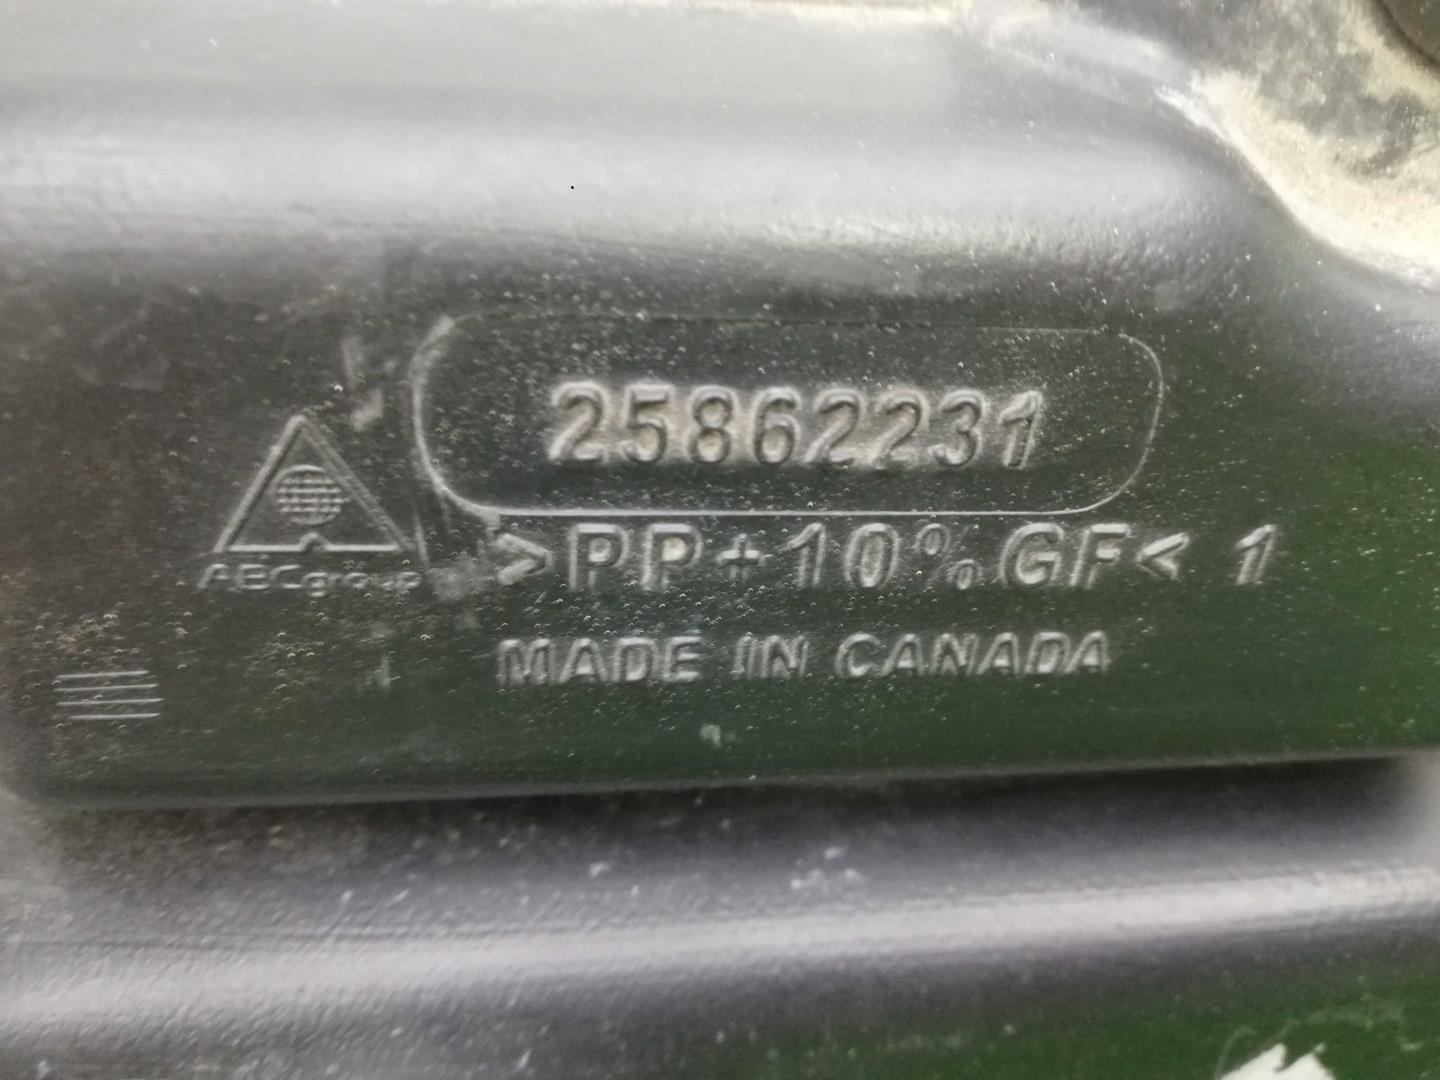 25862231
>PP+10%GF< 1
ABCgroup
MADE IN CANADA